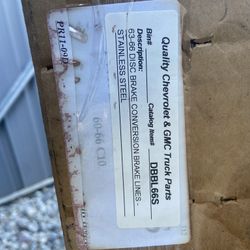 Quality Chevrolet & GMC Truck Parts
Bin#
Catalog Item#
DBBL66S
Description:
63-66 DISC BRAKE CONVERSION BRAKE LINES -
STAINLESS STEEL
60-66 C10